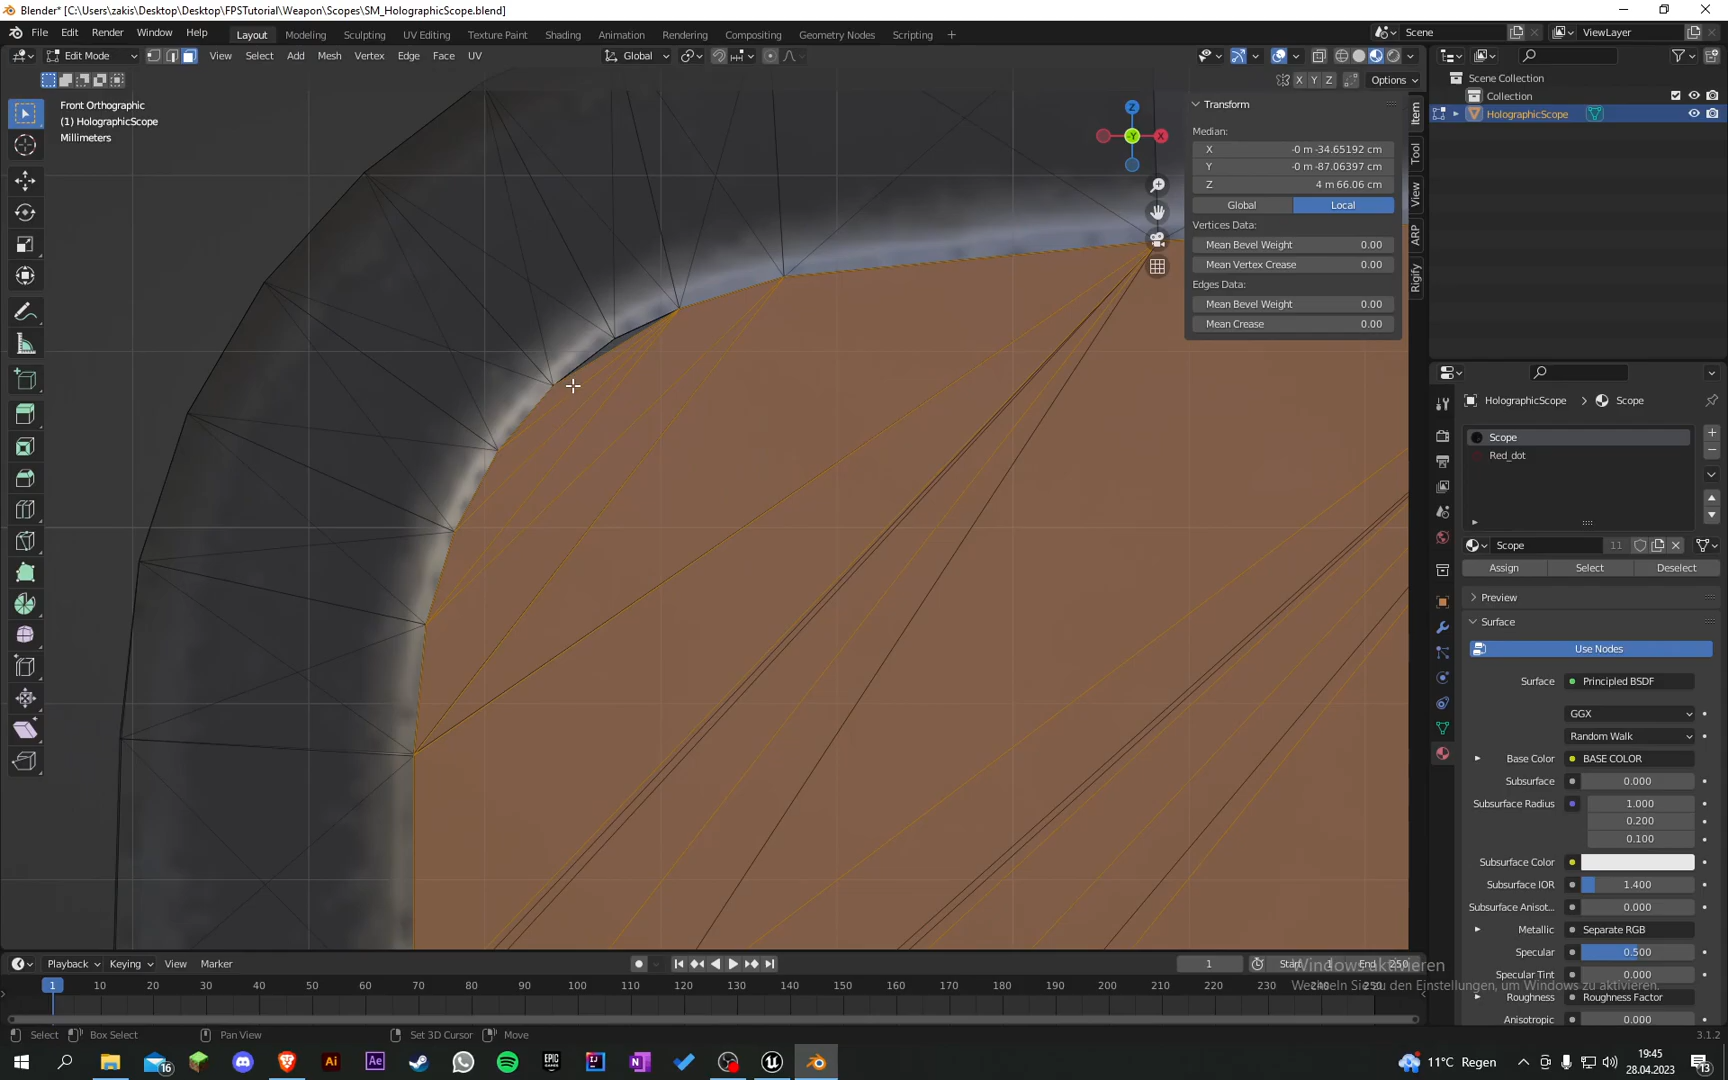 Blender* [C:\Users\zakis\Desktop\Desktop\FPSTutorial\Weapon\Scopes\SM_HolographicScope.blend]
File Edit Render Window Help Layout Modeling Sculpting UV Editing Texture Paint Shading Animation Rendering Compositing Geometry Nodes Scripting + Scene ViewLayer
Edit Mode View Select Add Mesh Vertex Edge Face UV Global
X Y Z Options
Front Orthographic
(1) HolographicScope
Millimeters
Z
X
-Y
Transform
Median:
X -0 m -34.65192 cm
Y -0 m -87.06397 cm
Z 4 m 66.06 cm
Global Local
Vertices Data:
Mean Bevel Weight 0.00
Mean Vertex Crease 0.00
Edges Data:
Mean Bevel Weight 0.00
Mean Crease 0.00
Item
Tool
View
ARP
Rigify
Scene Collection
Collection
HolographicScope
HolographicScope Scope
Scope
Red_dot
Scope 11
Assign Select Deselect
Preview
Surface
Use Nodes
Surface Principled BSDF
GGX
Random Walk
Base Color BASE COLOR
Subsurface 0.000
Subsurface Radius 1.000
0.200
0.100
Subsurface Color
Subsurface IOR 1.400
Subsurface Anisot... 0.000
Metallic Separate RGB
Specular 0.500
Specular Tint 0.000
Roughness Roughness Factor
Anisotropic 0.000
Playback Keying View Marker 1 Start 1 End 250
Windows aktivieren
Wechseln Sie zu den Einstellungen, um Windows zu aktivieren.
1 10 20 30 40 50 60 70 80 90 100 110 120 130 140 150 160 170 180 190 200 210 220 230 240 250
Select Box Select Pan View Set 3D Cursor Move 3.1.2
16 Ai Ae EPIC GAMES IJ N 11°C Regen 19:45
28.04.2023 13